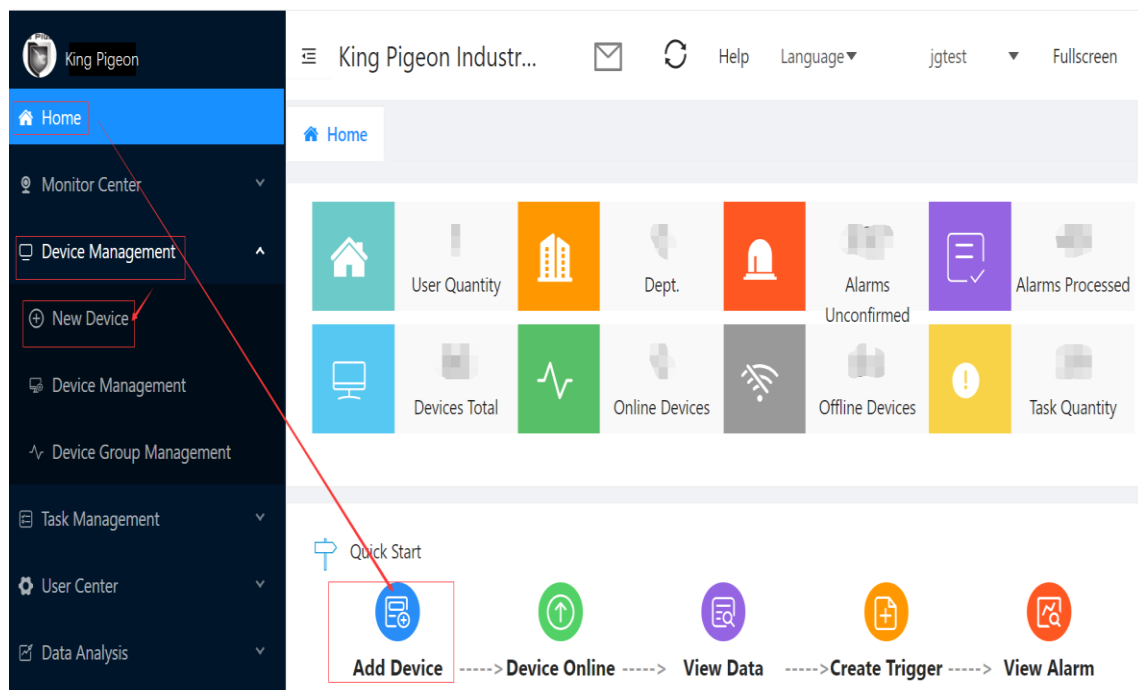 King Pigeon
King Pigeon Industr...
Help
Language▼
jgtest
▼
Fullscreen
Home
Home
Monitor Center
Device Management
New Device
Device Management
Device Group Management
Task Management
User Center
Data Analysis
User Quantity
Dept.
Alarms
Unconfirmed
Alarms Processed
Devices Total
Online Devices
Offline Devices
Task Quantity
Quick Start
Add Device -----> Device Online -----> View Data -----> Create Trigger -----> View Alarm